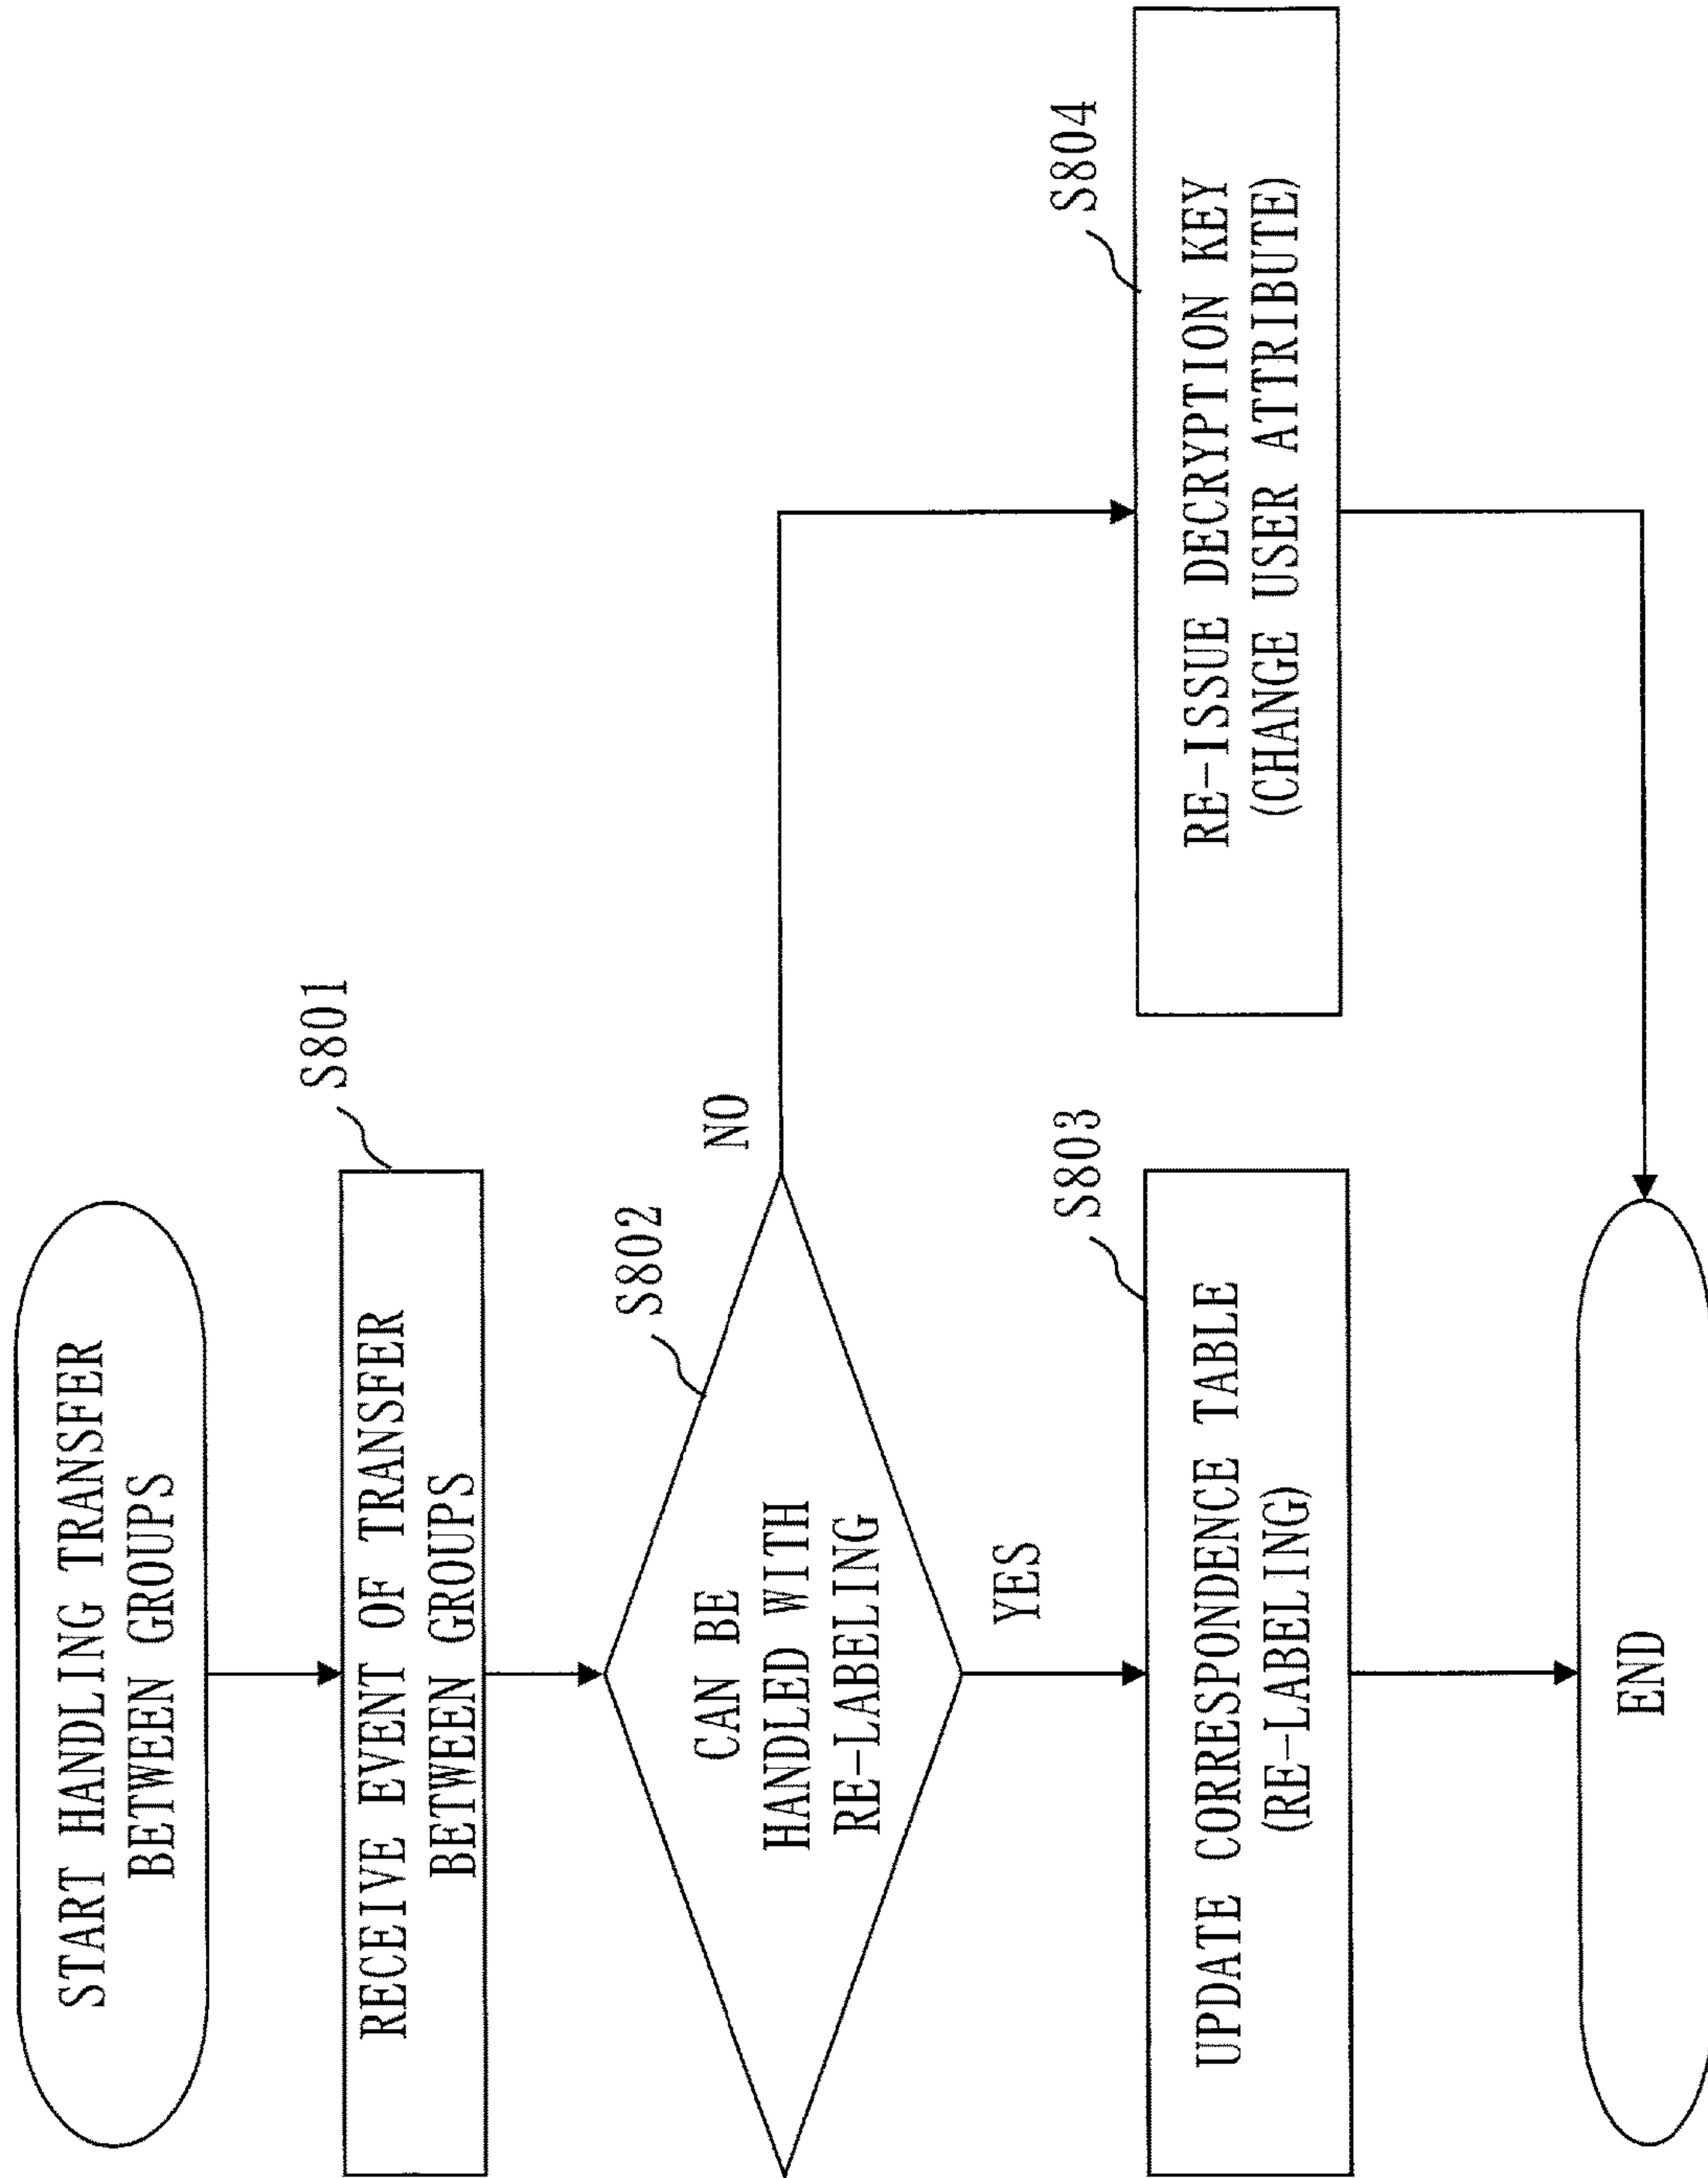 START HANDLING TRANSFER
BETWEEN GROUPS
S801
RECEIVE EVENT OF TRANSFER
BETWEEN GROUPS
S802
CAN BE
HANDLED WITH
RE-LABELING
NO
YES
S803
UPDATE CORRESPONDENCE TABLE
(RE-LABELING)
S804
RE-ISSUE DECRYPTION KEY
(CHANGE USER ATTRIBUTE)
END